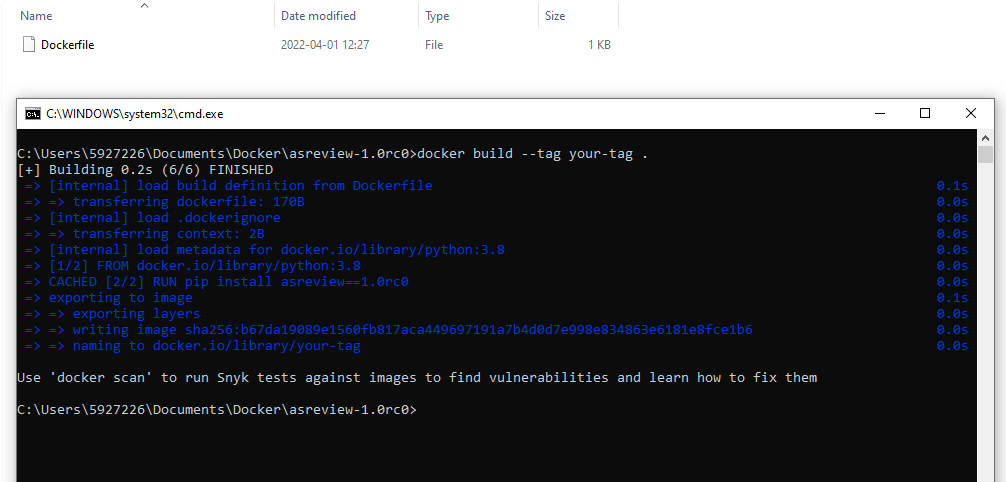 Name Date modified Type Size
Dockerfile 2022-04-01 12:27 File 1 KB
C:\WINDOWS\system32\cmd.exe
C:\Users\5927226\Documents\Docker\asreview-1.0rc0>docker build --tag your-tag .
[+] Building 0.2s (6/6) FINISHED
=> [internal] load build definition from Dockerfile 0.1s
=> => transferring dockerfile: 170B 0.0s
=> [internal] load .dockerignore 0.0s
=> => transferring context: 2B 0.0s
=> [internal] load metadata for docker.io/library/python:3.8 0.0s
=> [1/2] FROM docker.io/library/python:3.8 0.0s
=> CACHED [2/2] RUN pip install asreview==1.0rc0 0.0s
=> exporting to image 0.1s
=> => exporting layers 0.0s
=> => writing image sha256:b67da19089e1560fb817aca449697191a7b4d0d7e998e834863e6181e8fce1b6 0.0s
=> => naming to docker.io/library/your-tag 0.0s
Use 'docker scan' to run Snyk tests against images to find vulnerabilities and learn how to fix them
C:\Users\5927226\Documents\Docker\asreview-1.0rc0>